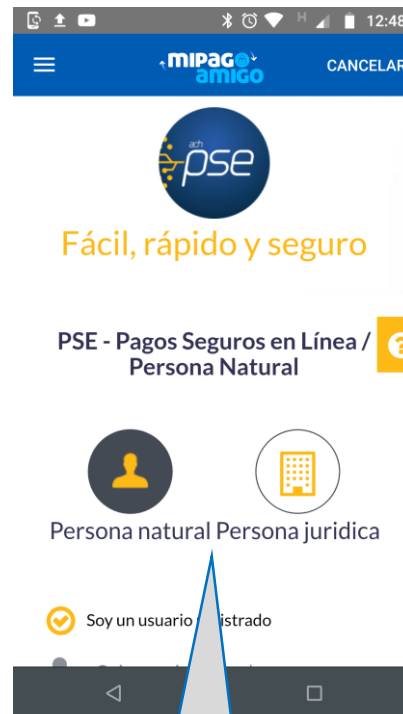 H 12:48
mipago amigo
CANCELAR
ach
pse
Fácil, rápido y seguro
PSE - Pagos Seguros en Línea /
Persona Natural
?
Persona natural Persona juridica
Soy un usuario istrado